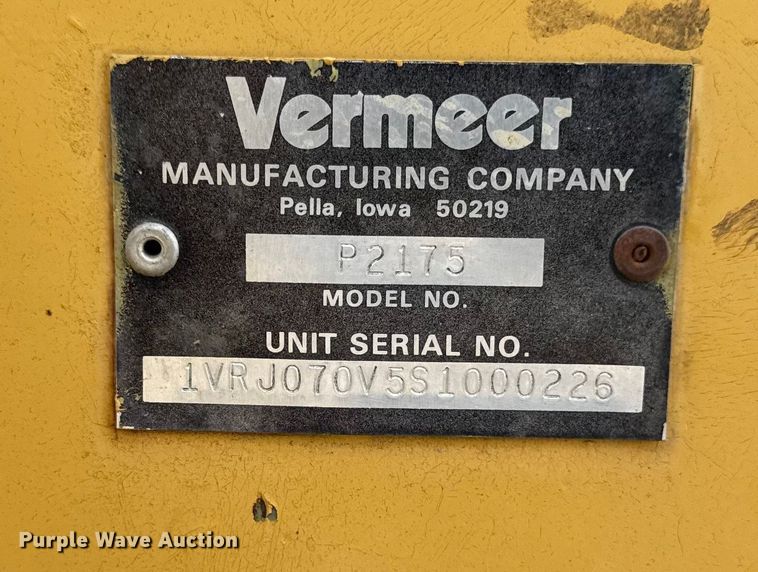 Vermeer
MANUFACTURING COMPANY
Pella, Iowa 50219
P2175
MODEL NO.
UNIT SERIAL NO.
1VRJ070V5S1000226
Purple Wave Auction